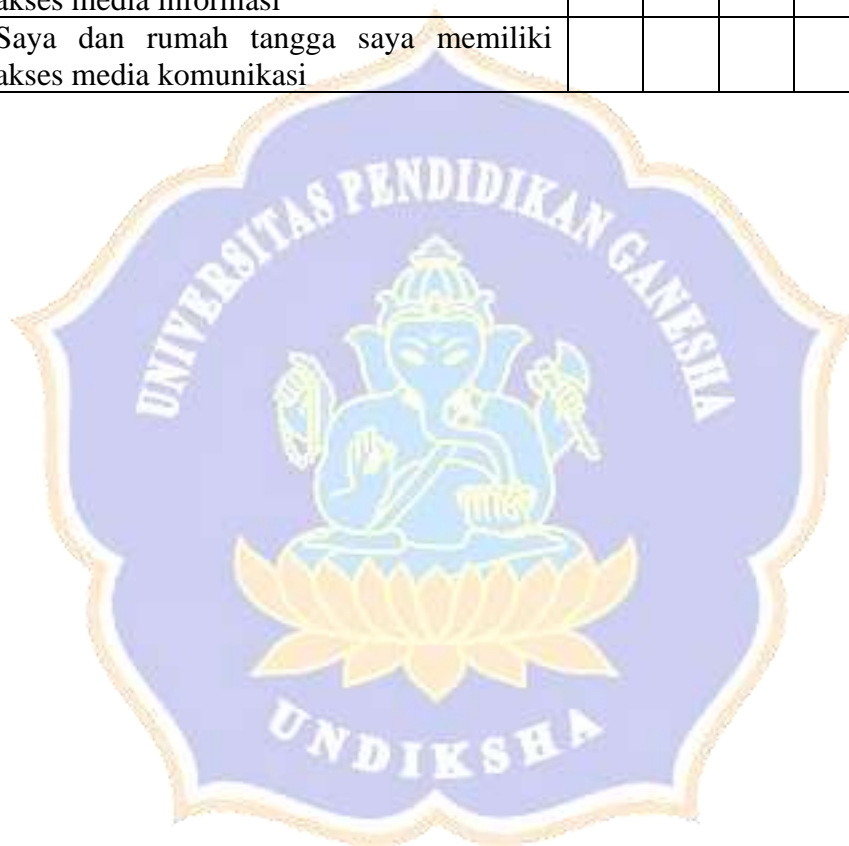 akses media informasi
Saya dan rumah tangga saya memiliki
akses media komunikasi
UNIVERSITAS PENDIDIKAN GANESHA
UNDIKSHA